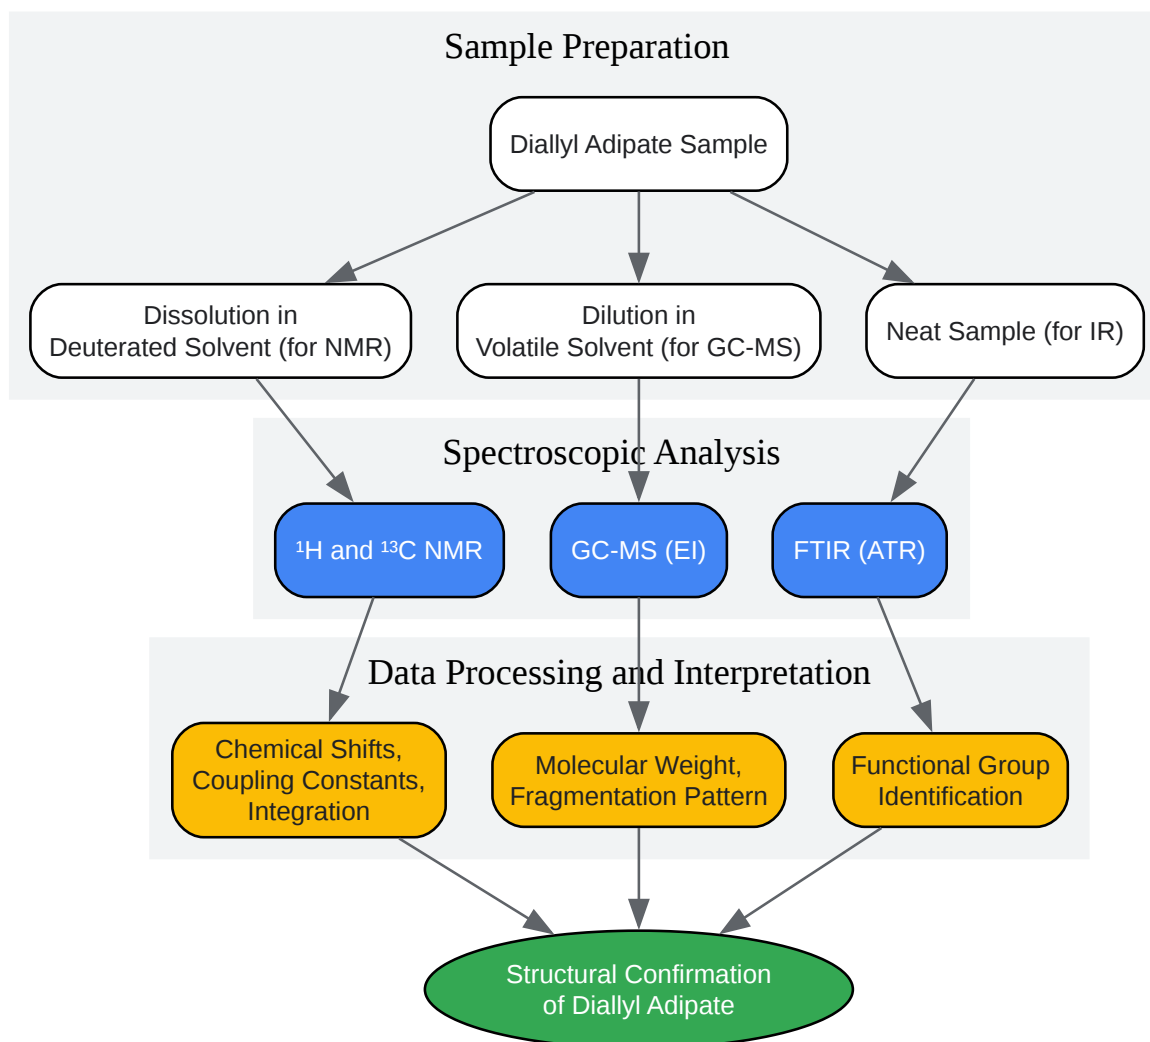 Sample Preparation
Diallyl Adipate Sample
Dissolution in
Deuterated Solvent (for NMR)
Dilution in
Volatile Solvent (for GC-MS)
Neat Sample (for IR)
Spectroscopic Analysis
¹H and ¹³C NMR
GC-MS (EI)
FTIR (ATR)
Data Processing and Interpretation
Chemical Shifts,
Coupling Constants,
Integration
Molecular Weight,
Fragmentation Pattern
Functional Group
Identification
Structural Confirmation
of Diallyl Adipate